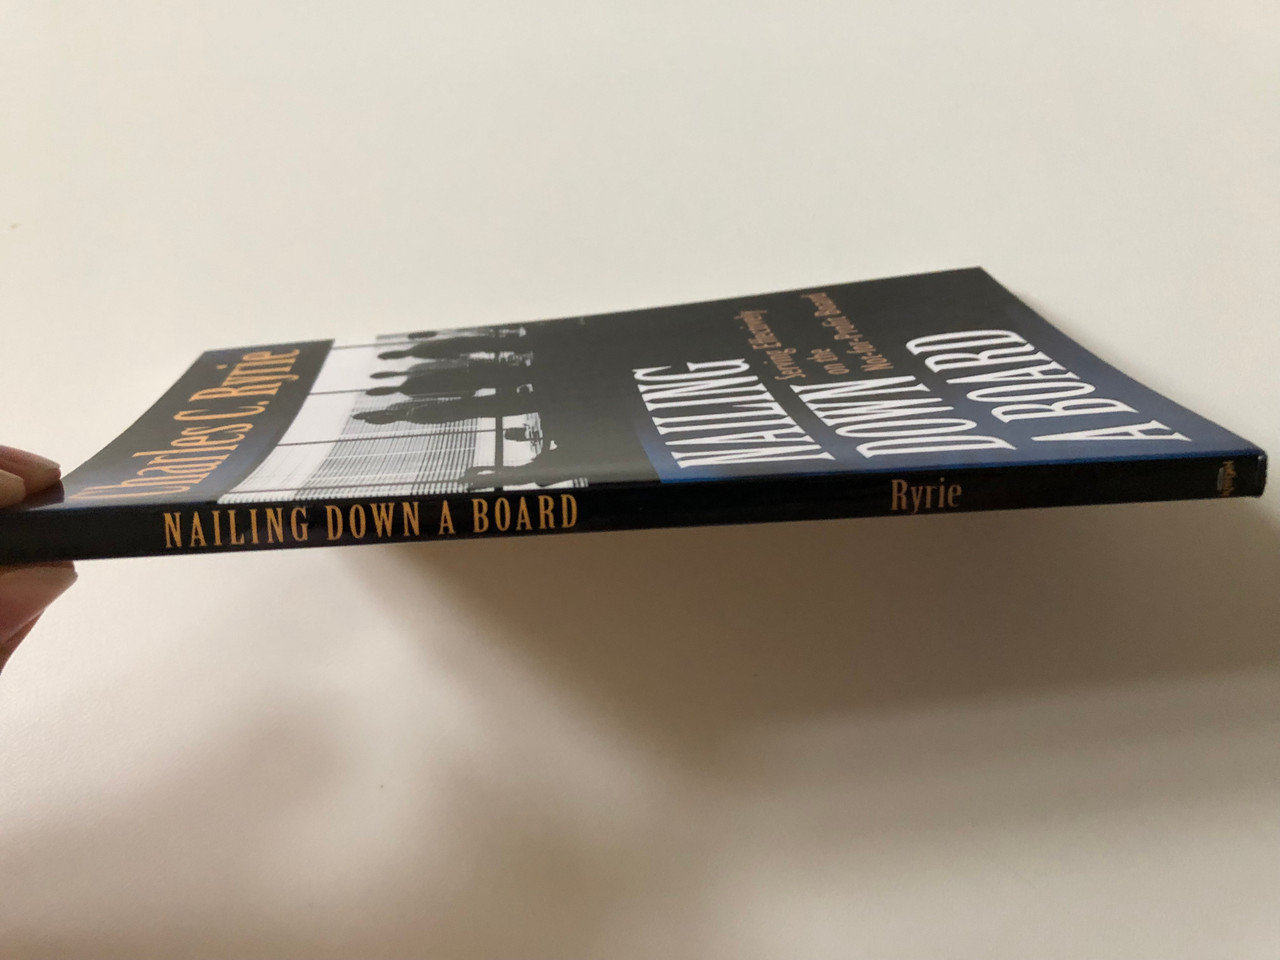 Charles C. Ryrie
NAILING
DOWN
A BOARD
Serving Effectively
on the
Not-for-Profit Board
NAILING DOWN A BOARD
Ryrie